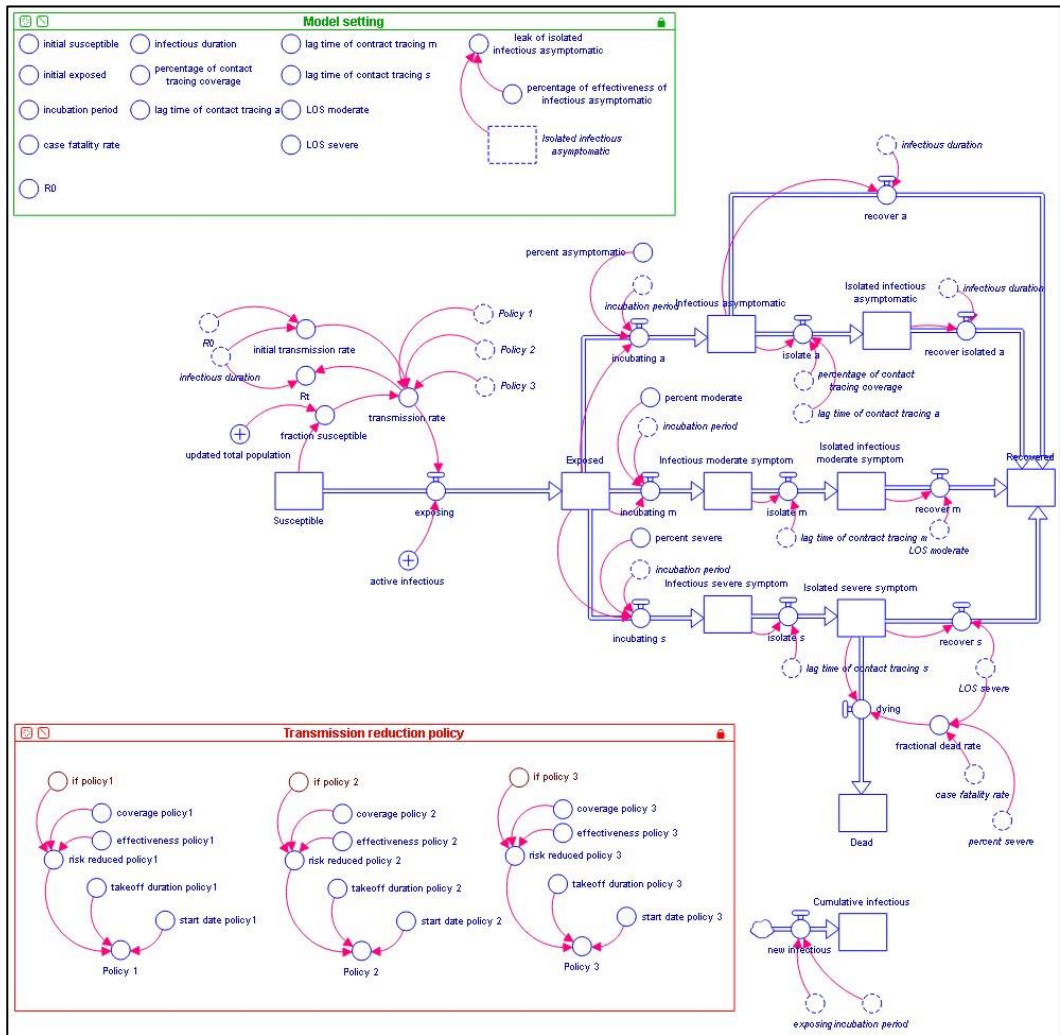 Model setting
initial susceptible
infectious duration
lag time of contract tracing m
leak of isolated
infectious asymptomatic
initial exposed
percentage of contact
tracing coverage
lag time of contact tracing s
percentage of effectiveness of
infectious asymptomatic
incubation period
lag time of contact tracing a
LOS moderate
case fatality rate
LOS severe
Isolated infectious
asymptomatic
R0
infectious duration
recover a
percent asymptomatic
incubation period
Infectious asymptomatic
Isolated infectious
asymptomatic
infectious duration
R0
initial transmission rate
Policy 1
Policy 2
Policy 3
incubating a
isolate a
recover isolated a
infectious duration
Rt
transmission rate
percentage of contact
tracing coverage
percent moderate
lag time of contact tracing a
fraction susceptible
updated total population
incubation period
Exposed
Infectious moderate symptom
Isolated infectious
moderate symptom
Recovered
Susceptible
exposing
incubating m
isolate m
recover m
percent severe
lag time of contract tracing m
LOS moderate
active infectious
incubation period
Infectious severe symptom
Isolated severe symptom
incubating s
isolate s
recover s
lag time of contact tracing s
LOS severe
dying
fractional dead rate
case fatality rate
percent severe
Dead
Transmission reduction policy
if policy1
coverage policy1
effectiveness policy1
risk reduced policy1
takeoff duration policy1
start date policy1
Policy 1
if policy 2
coverage policy 2
effectiveness policy 2
risk reduced policy 2
takeoff duration policy 2
start date policy 2
Policy 2
if policy 3
coverage policy 3
effectiveness policy 3
risk reduced policy 3
takeoff duration policy 3
start date policy 3
Policy 3
Cumulative infectious
new infectious
exposing
incubation period